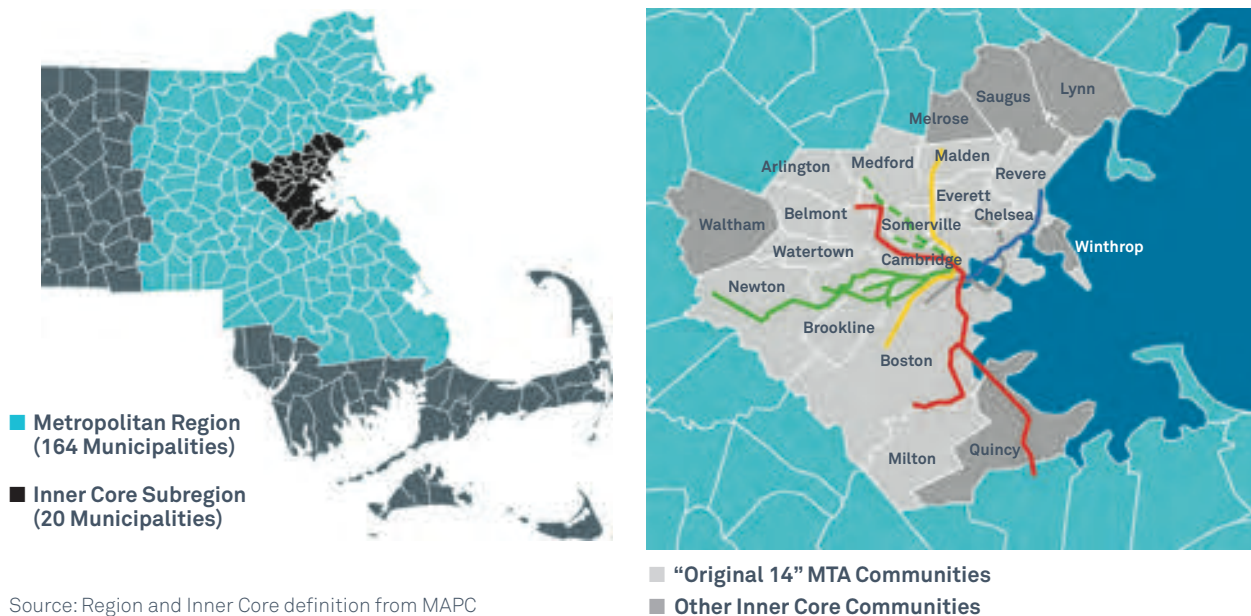 Metropolitan Region
(164 Municipalities)
Inner Core Subregion
(20 Municipalities)
Source: Region and Inner Core definition from MAPC
Lynn
Saugus
Melrose
Malden
Medford
Arlington
Revere
Everett
Chelsea
Belmont
Somerville
Waltham
Winthrop
Watertown
Cambridge
Newton
Brookline
Boston
Milton
Quincy
“Original 14” MTA Communities
Other Inner Core Communities